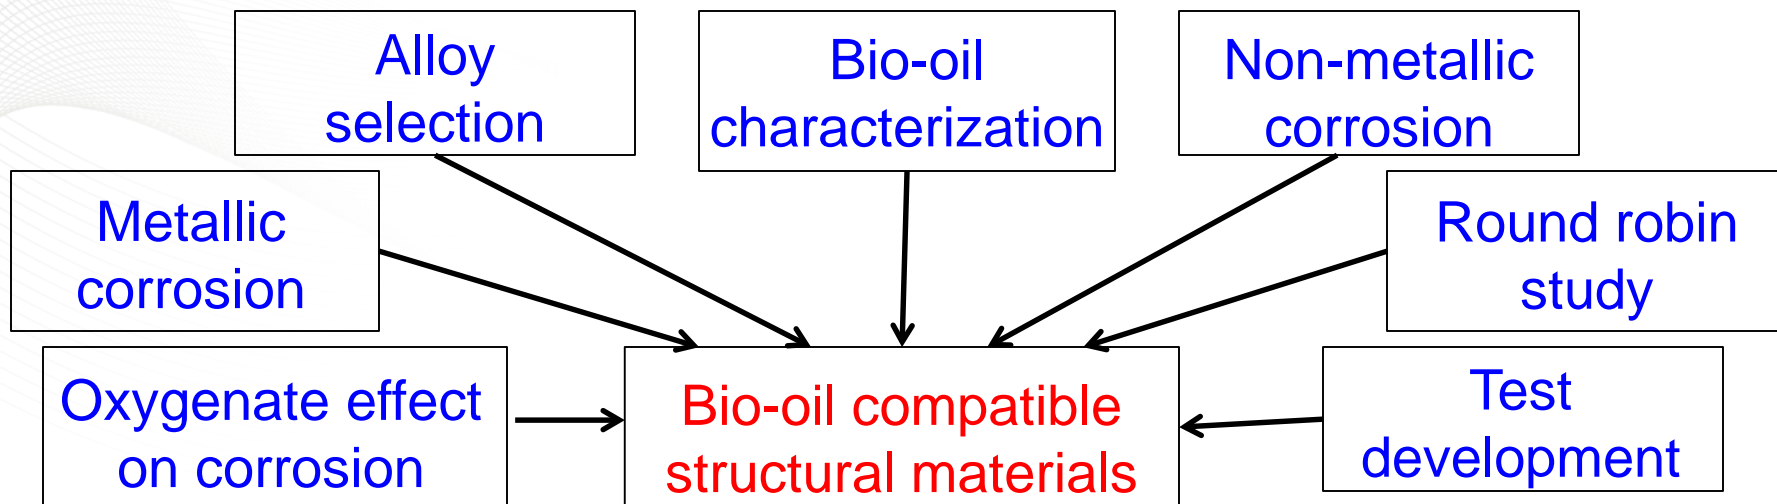 Alloy
selection
Bio-oil
characterization
Non-metallic
corrosion
Metallic
corrosion
Round robin
study
Oxygenate effect
on corrosion
Bio-oil compatible
structural materials
Test
development